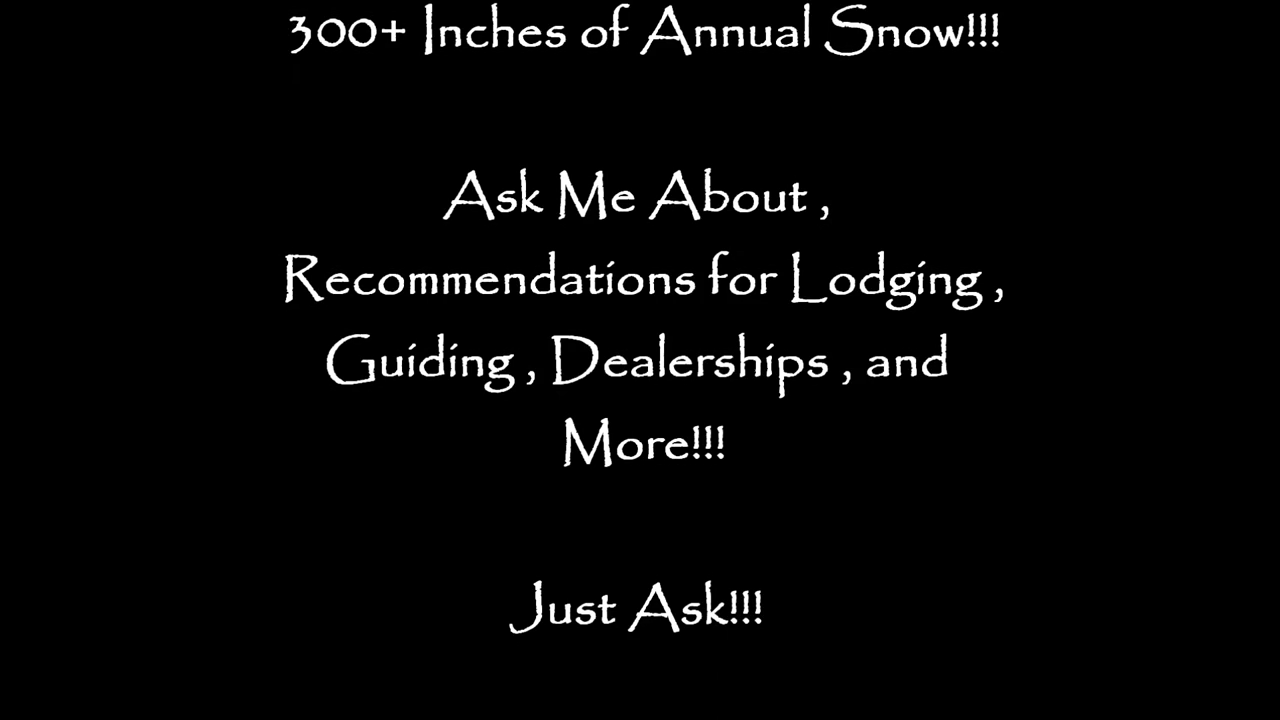 300+ Inches of Annual Snow!!!
Ask Me About ,
Recommendations for Lodging ,
Guiding , Dealerships , and
More!!!
Just Ask!!!